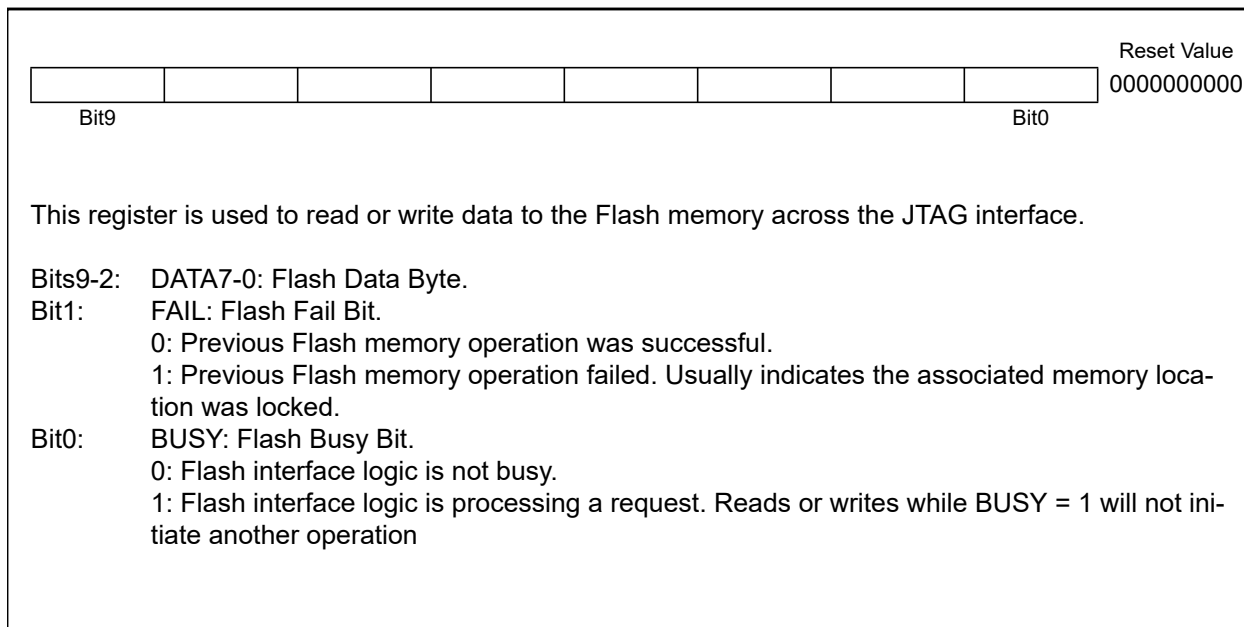 Reset Value
0000000000
Bit9 Bit0
This register is used to read or write data to the Flash memory across the JTAG interface.
Bits9-2: DATA7-0: Flash Data Byte.
Bit1: FAIL: Flash Fail Bit.
0: Previous Flash memory operation was successful.
1: Previous Flash memory operation failed. Usually indicates the associated memory loca-
tion was locked.
Bit0: BUSY: Flash Busy Bit.
0: Flash interface logic is not busy.
1: Flash interface logic is processing a request. Reads or writes while BUSY = 1 will not ini-
tiate another operation